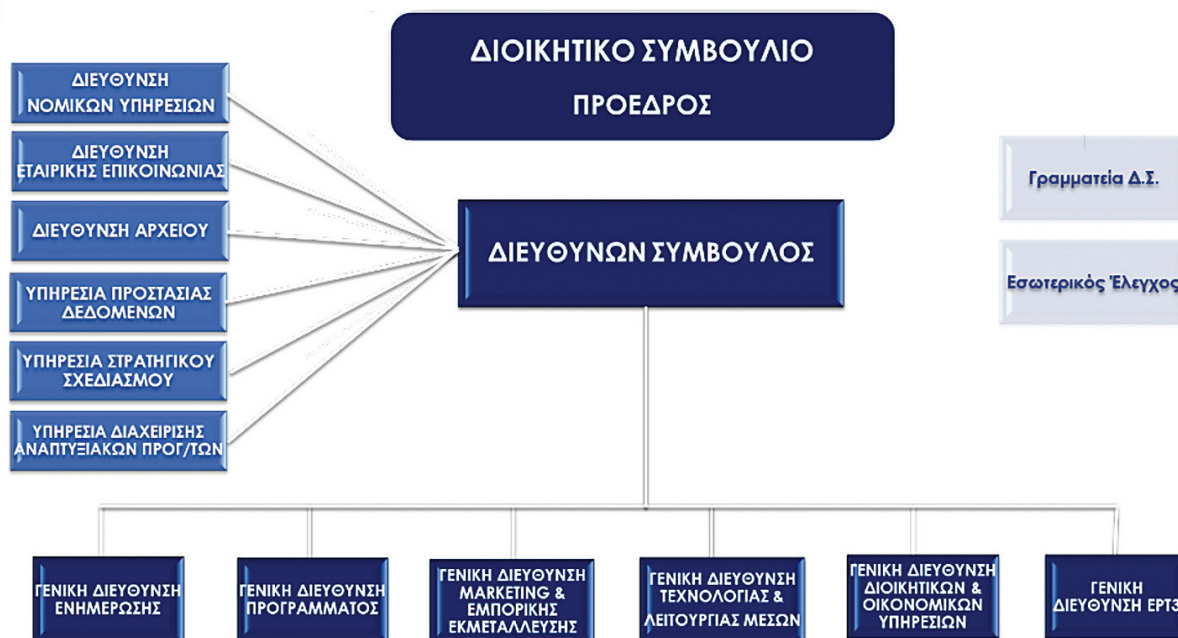 ΔΙΟΙΚΗΤΙΚΟ ΣΥΜΒΟΥΛΙΟ
ΠΡΟΕΔΡΟΣ
ΔΙΕΥΘΥΝΣΗ
ΝΟΜΙΚΩΝ ΥΠΗΡΕΣΙΩΝ
ΔΙΕΥΘΥΝΣΗ
ΕΤΑΙΡΙΚΗΣ ΕΠΙΚΟΙΝΩΝΙΑΣ
ΔΙΕΥΘΥΝΣΗ ΑΡΧΕΙΟΥ
ΥΠΗΡΕΣΙΑ ΠΡΟΣΤΑΣΙΑΣ
ΔΕΔΟΜΕΝΩΝ
ΥΠΗΡΕΣΙΑ ΣΤΡΑΤΗΓΙΚΟΥ
ΣΧΕΔΙΑΣΜΟΥ
ΥΠΗΡΕΣΙΑ ΔΙΑΧΕΙΡΙΣΗΣ
ΑΝΑΠΤΥΞΙΑΚΩΝ ΠΡΟΓ/ΤΩΝ
ΔΙΕΥΘΥΝΩΝ ΣΥΜΒΟΥΛΟΣ
Γραμματεία Δ.Σ.
Εσωτερικός Έλεγχος
ΓΕΝΙΚΗ ΔΙΕΥΘΥΝΣΗ
ΕΝΗΜΕΡΩΣΗΣ
ΓΕΝΙΚΗ ΔΙΕΥΘΥΝΣΗ
ΠΡΟΓΡΑΜΜΑΤΟΣ
ΓΕΝΙΚΗ ΔΙΕΥΘΥΝΣΗ
MARKETING &
ΕΜΠΟΡΙΚΗΣ
ΕΚΜΕΤΑΛΛΕΥΣΗΣ
ΓΕΝΙΚΗ ΔΙΕΥΘΥΝΣΗ
ΤΕΧΝΟΛΟΓΙΑΣ &
ΛΕΙΤΟΥΡΓΙΑΣ ΜΕΣΩΝ
ΓΕΝΙΚΗ ΔΙΕΥΘΥΝΣΗ
ΔΙΟΙΚΗΤΙΚΩΝ &
ΟΙΚΟΝΟΜΙΚΩΝ
ΥΠΗΡΕΣΙΩΝ
ΓΕΝΙΚΗ
ΔΙΕΥΘΥΝΣΗ ΕΡΤ3